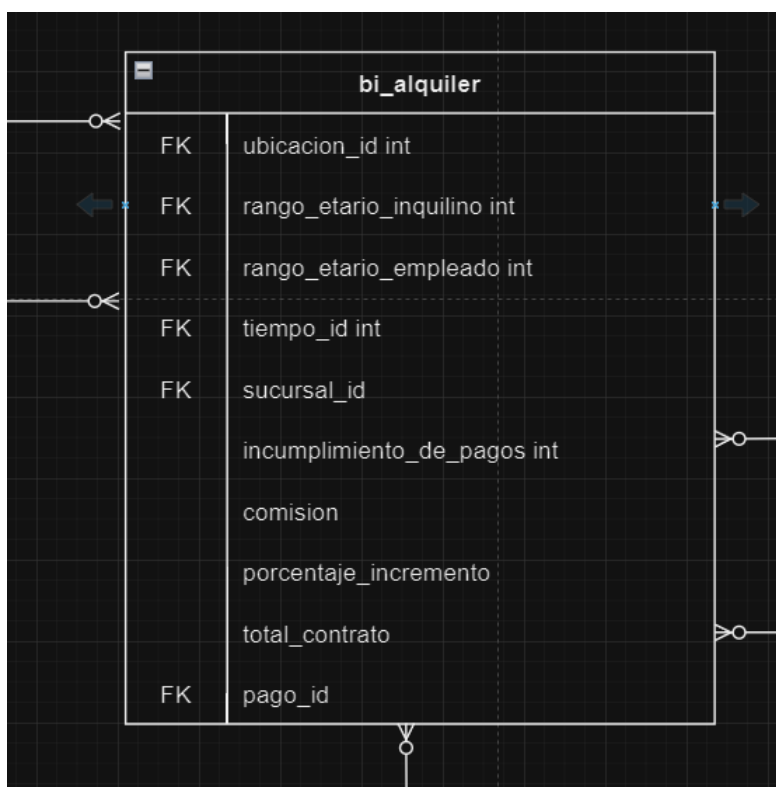 bi_alquiler
FK ubicacion_id int
FK rango_etario_inquilino int
FK rango_etario_empleado int
FK tiempo_id int
FK sucursal_id
incumplimiento_de_pagos int
comision
porcentaje_incremento
total_contrato
FK pago_id